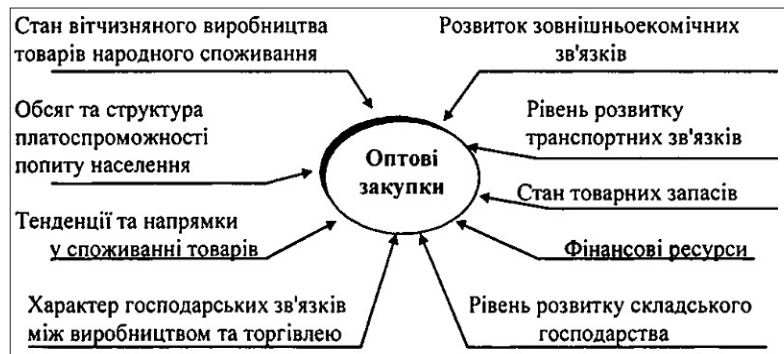 Стан вітчизняного виробництва
товарів народного споживання
Розвиток зовнішньоекомічних
зв'язків
Обсяг та структура
платоспроможності
попиту населення
Рівень розвитку
транспортних зв'язків
Оптові
закупки
Стан товарних запасів
Тенденції та напрямки
у споживанні товарів
Фінансові ресурси
Характер господарських зв'язків
між виробництвом та торгівлею
Рівень розвитку складського
господарства